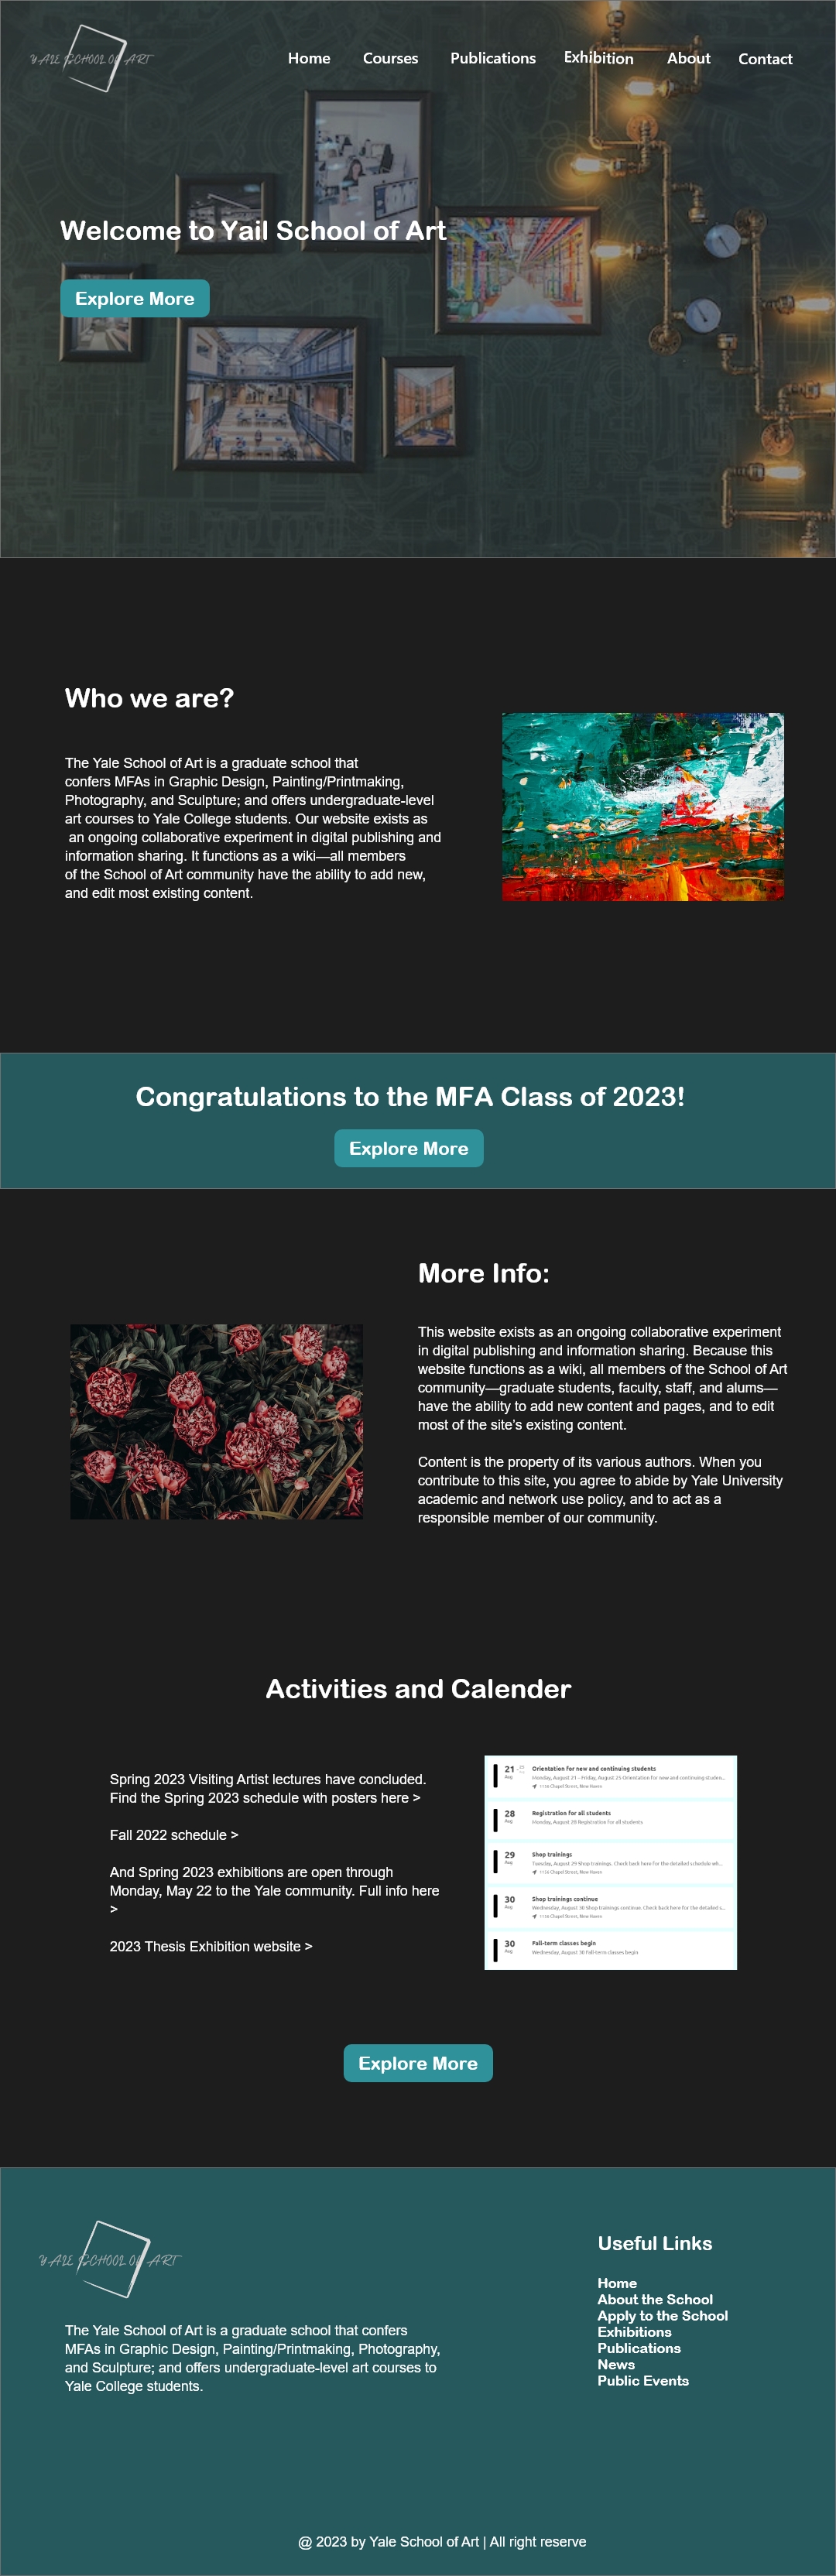 YALE SCHOOL OF ART
Home Courses Publications Exhibition About Contact
Welcome to Yail School of Art
Explore More
Who we are?
The Yale School of Art is a graduate school that
confers MFAs in Graphic Design, Painting/Printmaking,
Photography, and Sculpture; and offers undergraduate-level
art courses to Yale College students. Our website exists as
an ongoing collaborative experiment in digital publishing and
information sharing. It functions as a wiki—all members
of the School of Art community have the ability to add new,
and edit most existing content.
Congratulations to the MFA Class of 2023!
Explore More
More Info:
This website exists as an ongoing collaborative experiment
in digital publishing and information sharing. Because this
website functions as a wiki, all members of the School of Art
community—graduate students, faculty, staff, and alums—
have the ability to add new content and pages, and to edit
most of the site's existing content.
Content is the property of its various authors. When you
contribute to this site, you agree to abide by Yale University
academic and network use policy, and to act as a
responsible member of our community.
Activities and Calender
Spring 2023 Visiting Artist lectures have concluded.
Find the Spring 2023 schedule with posters here >
Fall 2022 schedule >
And Spring 2023 exhibitions are open through
Monday, May 22 to the Yale community. Full info here
>
2023 Thesis Exhibition website >
21 Orientation for new and continuing students
Aug Monday, August 21 - Friday, August 25 Orientation for new and continuing studen...
1156 Chapel Street, New Haven
28 Registration for all students
Aug Monday, August 28 Registration for all students
29 Shop trainings
Aug Tuesday, August 29 Shop trainings. Check back here for the detailed schedule wh...
1156 Chapel Street, New Haven
30 Shop trainings continue
Aug Wednesday, August 30 Shop trainings continue. Check back here for the detailed s...
1156 Chapel Street, New Haven
30 Fall-term classes begin
Aug Wednesday, August 30 Fall-term classes begin
Explore More
YALE SCHOOL OF ART
The Yale School of Art is a graduate school that confers
MFAs in Graphic Design, Painting/Printmaking, Photography,
and Sculpture; and offers undergraduate-level art courses to
Yale College students.
Useful Links
Home
About the School
Apply to the School
Exhibitions
Publications
News
Public Events
@ 2023 by Yale School of Art | All right reserve